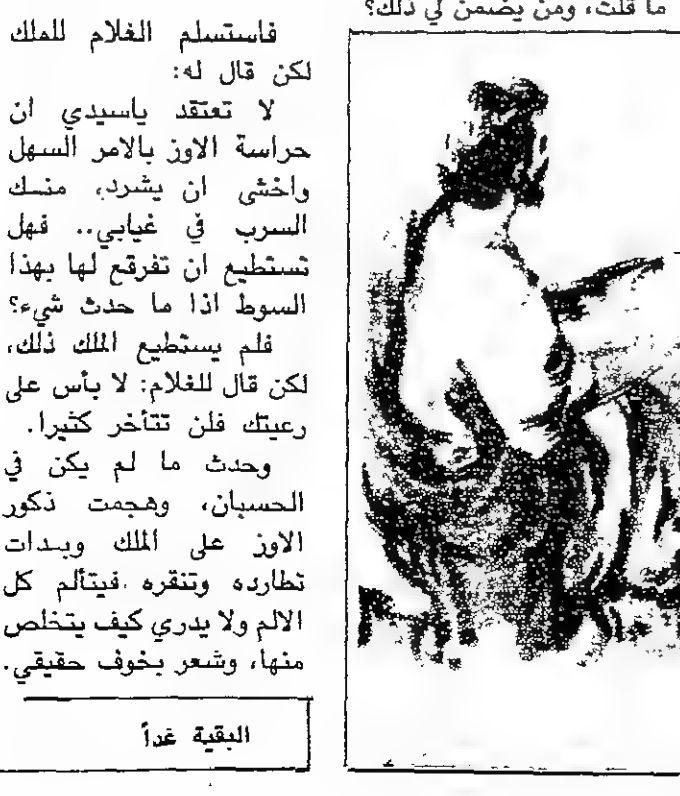 ما قلت، ومن يضمن لي ذلك؟
فاستسلم الغلام للملك
لكن قال له:
لا تعتقد ياسيدي ان
حراسة الاوز بالامر السهل
واخشى ان يشرد، منك
السرب في غيابي.. فهل
تستطيع ان تفرقع لها بهذا
السوط اذا ما حدث شيء؟
فلم يستطيع الملك ذلك،
لكن قال للغلام: لا بأس على
رعيتك فلن تتأخر كثيرا.
وحدث ما لم يكن في
الحسبان، وهجمت ذكور
الاوز على الملك وبدات
تطارده وتنقره فيتألم كل
الالم ولا يدري كيف يتخلص
منها، وشعر بخوف حقيقي.
البقية غداً